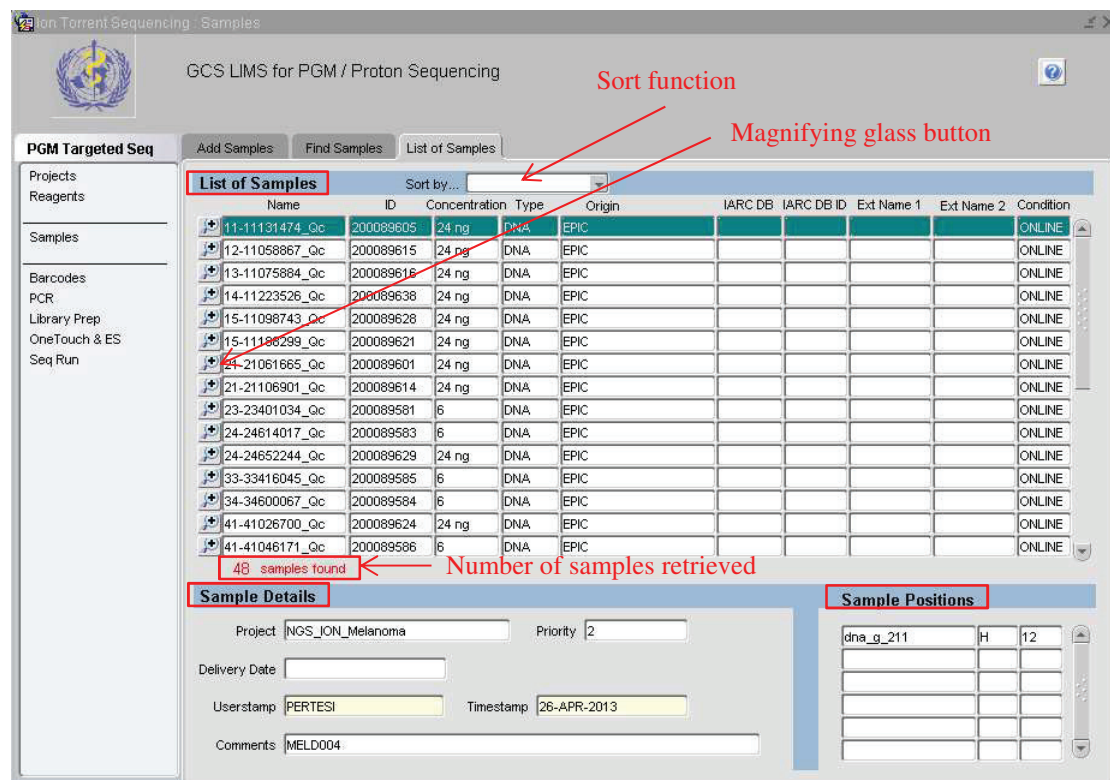 Ion Torrent Sequencing : Samples
GCS LIMS for PGM / Proton Sequencing
Sort function
Magnifying glass button
PGM Targeted Seq
Add Samples Find Samples List of Samples
Projects
Reagents
Samples
Barcodes
PCR
Library Prep
OneTouch & ES
Seq Run
List of Samples Sort by...
Name ID Concentration Type Origin IARC DB IARC DB ID Ext Name 1 Ext Name 2 Condition
11-11131474_Qc 200089605 24 ng DNA EPIC ONLINE
12-11058867_Qc 200089615 24 ng DNA EPIC ONLINE
13-11075884_Qc 200089616 24 ng DNA EPIC ONLINE
14-11223526_Qc 200089638 24 ng DNA EPIC ONLINE
15-11098743_Qc 200089628 24 ng DNA EPIC ONLINE
15-11188299_Qc 200089621 24 ng DNA EPIC ONLINE
21-21061665_Qc 200089601 24 ng DNA EPIC ONLINE
21-21106901_Qc 200089614 24 ng DNA EPIC ONLINE
23-23401034_Qc 200089581 6 DNA EPIC ONLINE
24-24614017_Qc 200089583 6 DNA EPIC ONLINE
24-24652244_Qc 200089629 24 ng DNA EPIC ONLINE
33-33416045_Qc 200089585 6 DNA EPIC ONLINE
34-34600067_Qc 200089584 6 DNA EPIC ONLINE
41-41026700_Qc 200089624 24 ng DNA EPIC ONLINE
41-41046171_Qc 200089586 6 DNA EPIC ONLINE
48 samples found
Number of samples retrieved
Sample Details
Project NGS_ION_Melanoma Priority 2
Delivery Date
Userstamp PERTESI Timestamp 26-APR-2013
Comments MELD004
Sample Positions
dna_g_211 H 12